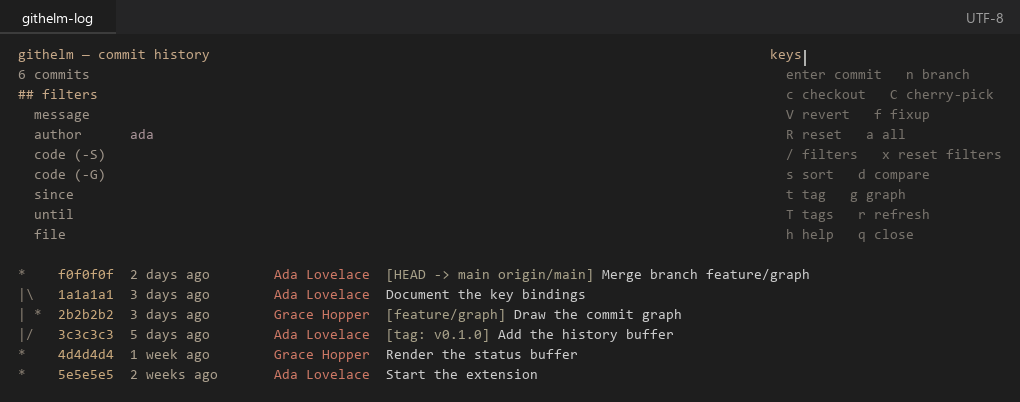 githelm-log UTF-8
githelm — commit history keys
6 commits enter commit n branch
## filters c checkout C cherry-pick
message V revert f fixup
author ada R reset a all
code (-S) / filters x reset filters
code (-G) s sort d compare
since t tag g graph
until T tags r refresh
file h help q close
* f0f0f0f 2 days ago Ada Lovelace [HEAD -> main origin/main] Merge branch feature/graph
|\ 1a1a1a1 3 days ago Ada Lovelace Document the key bindings
| * 2b2b2b2 3 days ago Grace Hopper [feature/graph] Draw the commit graph
|/ 3c3c3c3 5 days ago Ada Lovelace [tag: v0.1.0] Add the history buffer
* 4d4d4d4 1 week ago Grace Hopper Render the status buffer
* 5e5e5e5 2 weeks ago Ada Lovelace Start the extension